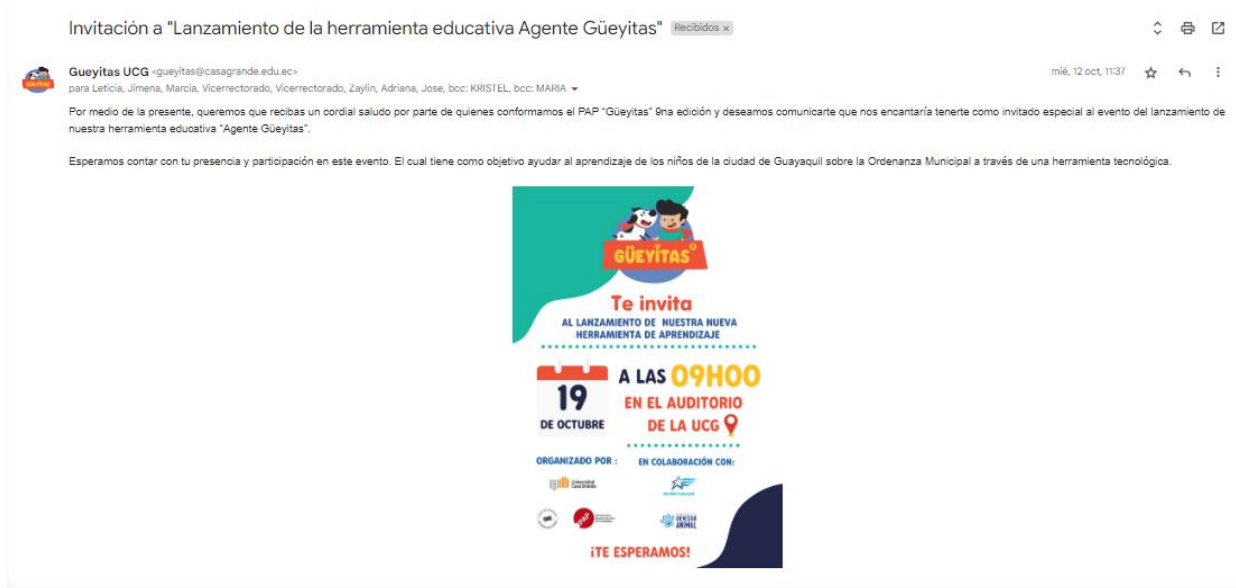 Invitación a "Lanzamiento de la herramienta educativa Agente Güeyitas" Recibidos x
Gueyitas UCG <gueyitas@casagrande.edu.ec>
mié, 12 oct, 11:37
para Leticia, Jimena, Marcia, Vicerrectorado, Vicerrectorado, Zaylin, Adriana, Jose, bcc: KRISTEL, bcc: MARIA
Por medio de la presente, queremos que recibas un cordial saludo por parte de quienes conformamos el PAP "Güeyitas" 9na edición y deseamos comunicarte que nos encantaría tenerte como invitado especial al evento del lanzamiento de
nuestra herramienta educativa "Agente Güeyitas".
Esperamos contar con tu presencia y participación en este evento. El cual tiene como objetivo ayudar al aprendizaje de los niños de la ciudad de Guayaquil sobre la Ordenanza Municipal a través de una herramienta tecnológica.
GÜEYITAS
Te invita
AL LANZAMIENTO DE NUESTRA NUEVA
HERRAMIENTA DE APRENDIZAJE
19
DE OCTUBRE
A LAS 09H00
EN EL AUDITORIO
DE LA UCG
ORGANIZADO POR :
EN COLABORACIÓN CON:
Universidad
Casa Grande
PAP
BIENESTAR
ANIMAL
¡TE ESPERAMOS!